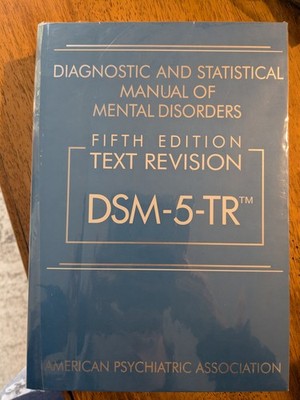 DIAGNOSTIC AND STATISTICAL
MANUAL OF
MENTAL DISORDERS
FIFTH EDITION
TEXT REVISION
DSM-5-TR™
AMERICAN PSYCHIATRIC ASSOCIATION